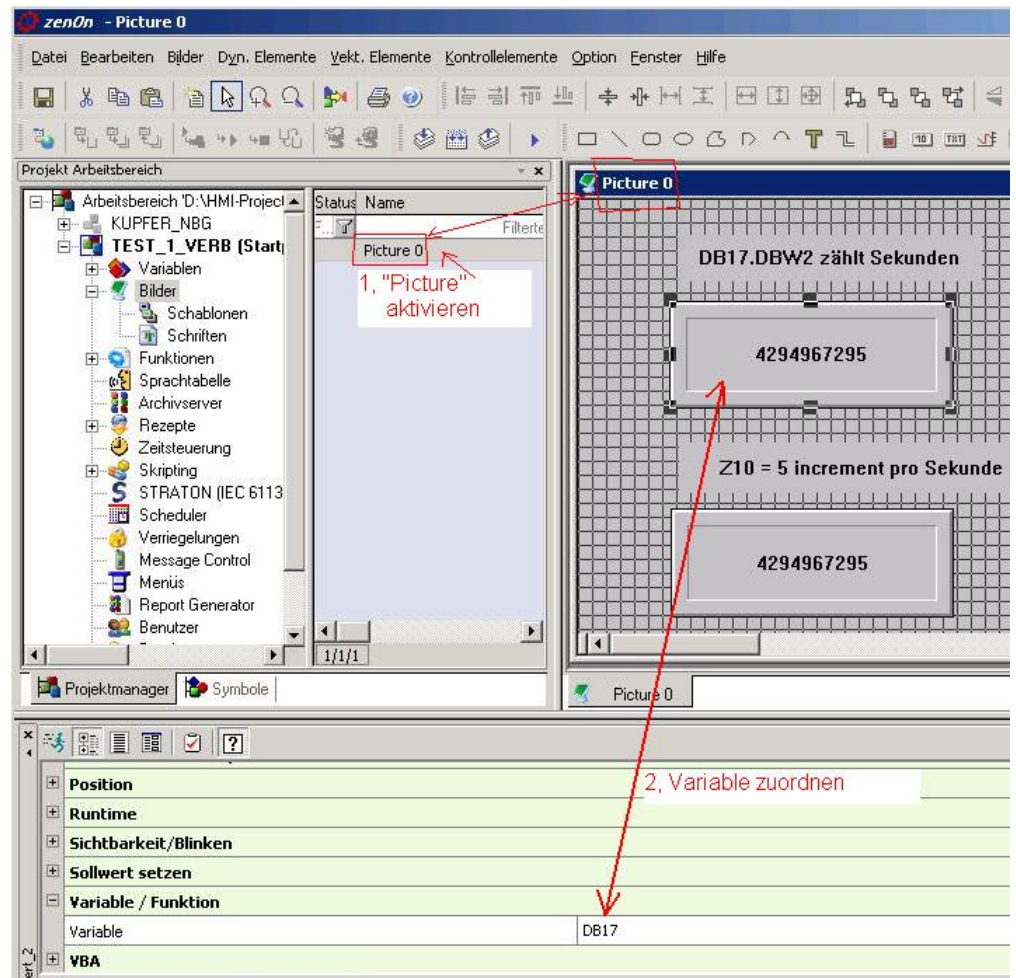 zenOn - Picture 0
Datei Bearbeiten Bilder Dyn. Elemente Vekt. Elemente Kontrollelemente Option Fenster Hilfe
Projekt Arbeitsbereich
Arbeitsbereich 'D:\HMI-Project
KUPFER_NBG
TEST_1_VERB (Start
Variablen
Bilder
Schablonen
Schriften
Funktionen
Sprachtabelle
Archivserver
Rezepte
Zeitsteuerung
Skripting
STRATON (IEC 6113
Scheduler
Verriegelungen
Message Control
Menüs
Report Generator
Benutzer
Projektmanager
Symbole
Status Name
F... Filterte
Picture 0
1, "Picture"
aktivieren
1/1/1
Picture 0
DB17.DBW2 zählt Sekunden
4294967295
Z10 = 5 increment pro Sekunde
4294967295
Picture 0
Position
Runtime
Sichtbarkeit/Blinken
Sollwert setzen
Variable / Funktion
Variable DB17
VBA
2, Variable zuordnen
ert_2